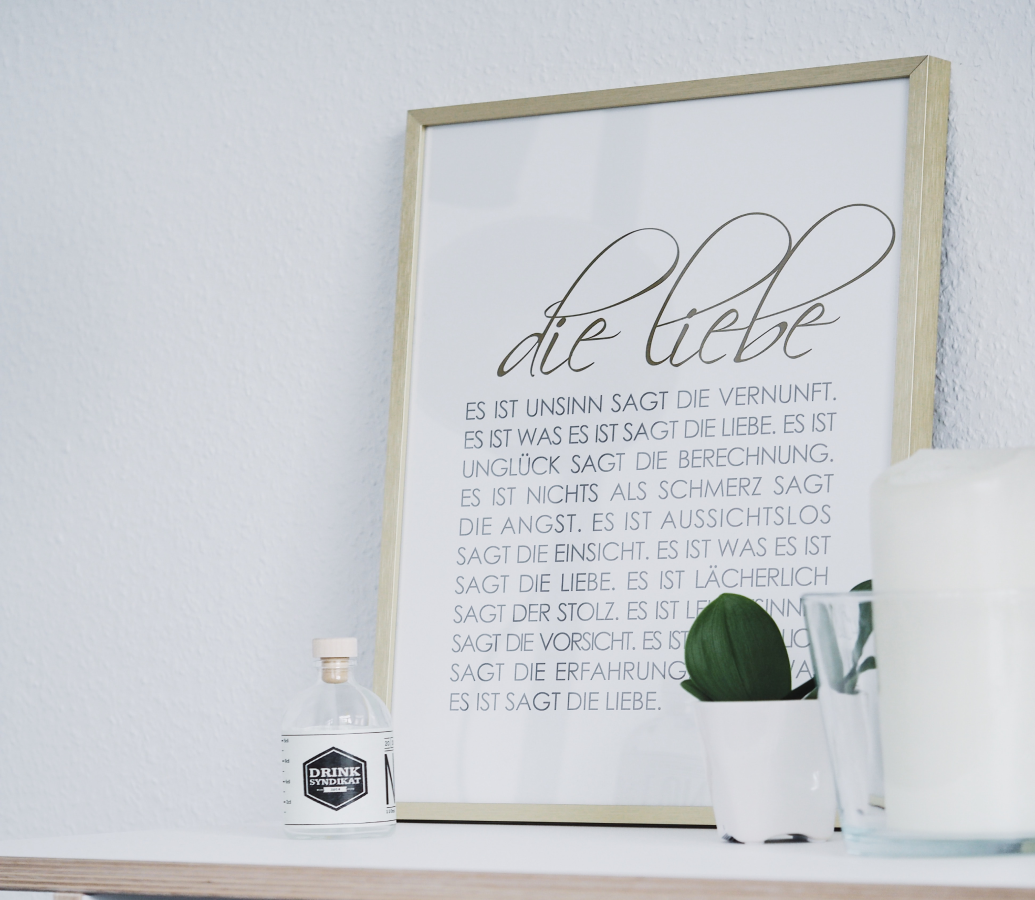 die liebe
ES IST UNSINN SAGT DIE VERNUNFT.
ES IST WAS ES IST SAGT DIE LIEBE. ES IST
UNGLÜCK SAGT DIE BERECHNUNG.
ES IST NICHTS ALS SCHMERZ SAGT
DIE ANGST. ES IST AUSSICHTSLOS
SAGT DIE EINSICHT. ES IST WAS ES IST
SAGT DIE LIEBE. ES IST LÄCHERLICH
SAGT DER STOLZ. ES IST
SAGT DIE VORSICHT. ES IST
SAGT DIE ERFAHRUNG
ES IST SAGT DIE LIEBE.
DRINK
SYNDIKAT